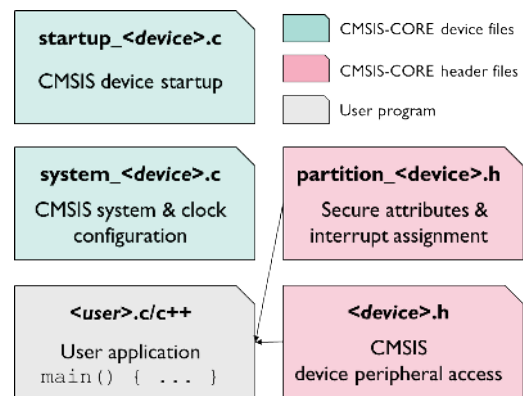 startup_<device>.c
CMSIS device startup
CMSIS-CORE device files
CMSIS-CORE header files
User program
system_<device>.c
CMSIS system & clock
configuration
partition_<device>.h
Secure attributes &
interrupt assignment
<user>.c/c++
User application
main() { ... }
<device>.h
CMSIS
device peripheral access